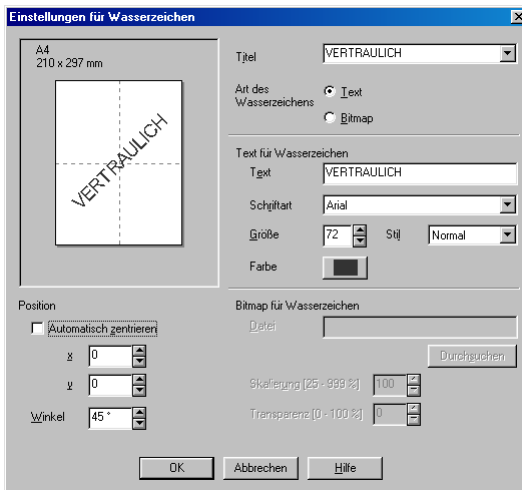 Einstellungen für Wasserzeichen
A4
210 x 297 mm
VERTRAULICH
Titel VERTRAULICH
Art des Wasserzeichens
Text
Bitmap
Text für Wasserzeichen
Text VERTRAULICH
Schriftart Arial
Größe 72 Stil Normal
Farbe
Position
Automatisch zentrieren
x 0
y 0
Winkel 45 °
Bitmap für Wasserzeichen
Datei
Durchsuchen
Skalierung [25 - 999 %] 100
Transparenz [0 - 100 %] 0
OK Abbrechen Hilfe